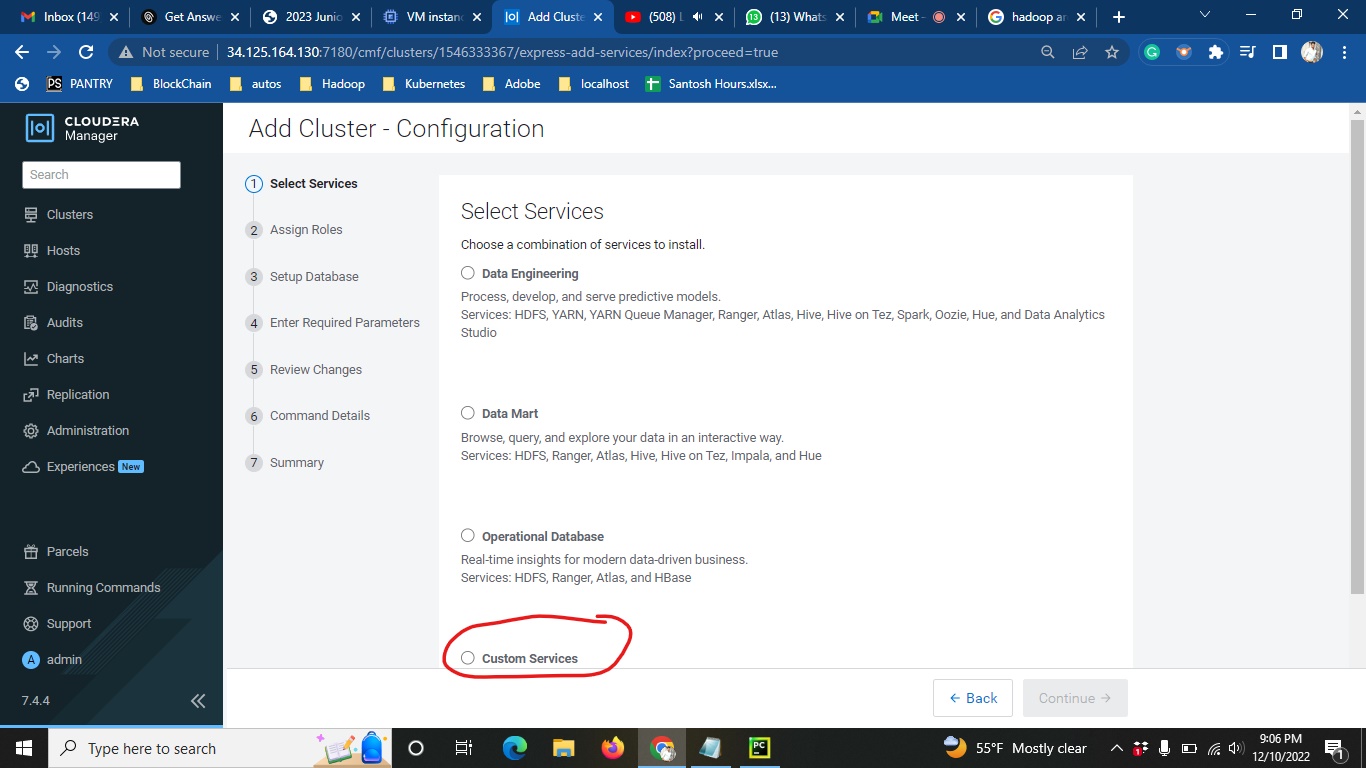 Inbox (149
Get Answe
2023 Junio
VM instan
Add Cluste
(508) L
(13) Whats
Meet -
hadoop an
Not secure
34.125.164.130:7180/cmf/clusters/1546333367/express-add-services/index?proceed=true
PS PANTRY
BlockChain
autos
Hadoop
Kubernetes
Adobe
localhost
Santosh Hours.xlsx...
CLOUDERA
Manager
Search
Clusters
Hosts
Diagnostics
Audits
Charts
Replication
Administration
Experiences New
Parcels
Running Commands
Support
A admin
7.4.4
Add Cluster - Configuration
1 Select Services
2 Assign Roles
3 Setup Database
4 Enter Required Parameters
5 Review Changes
6 Command Details
7 Summary
Select Services
Choose a combination of services to install.
Data Engineering
Process, develop, and serve predictive models.
Services: HDFS, YARN, YARN Queue Manager, Ranger, Atlas, Hive, Hive on Tez, Spark, Oozie, Hue, and Data Analytics
Studio
Data Mart
Browse, query, and explore your data in an interactive way.
Services: HDFS, Ranger, Atlas, Hive, Hive on Tez, Impala, and Hue
Operational Database
Real-time insights for modern data-driven business.
Services: HDFS, Ranger, Atlas, and HBase
Custom Services
← Back
Continue →
Type here to search
PC
55°F Mostly clear
1
9:06 PM
12/10/2022
1